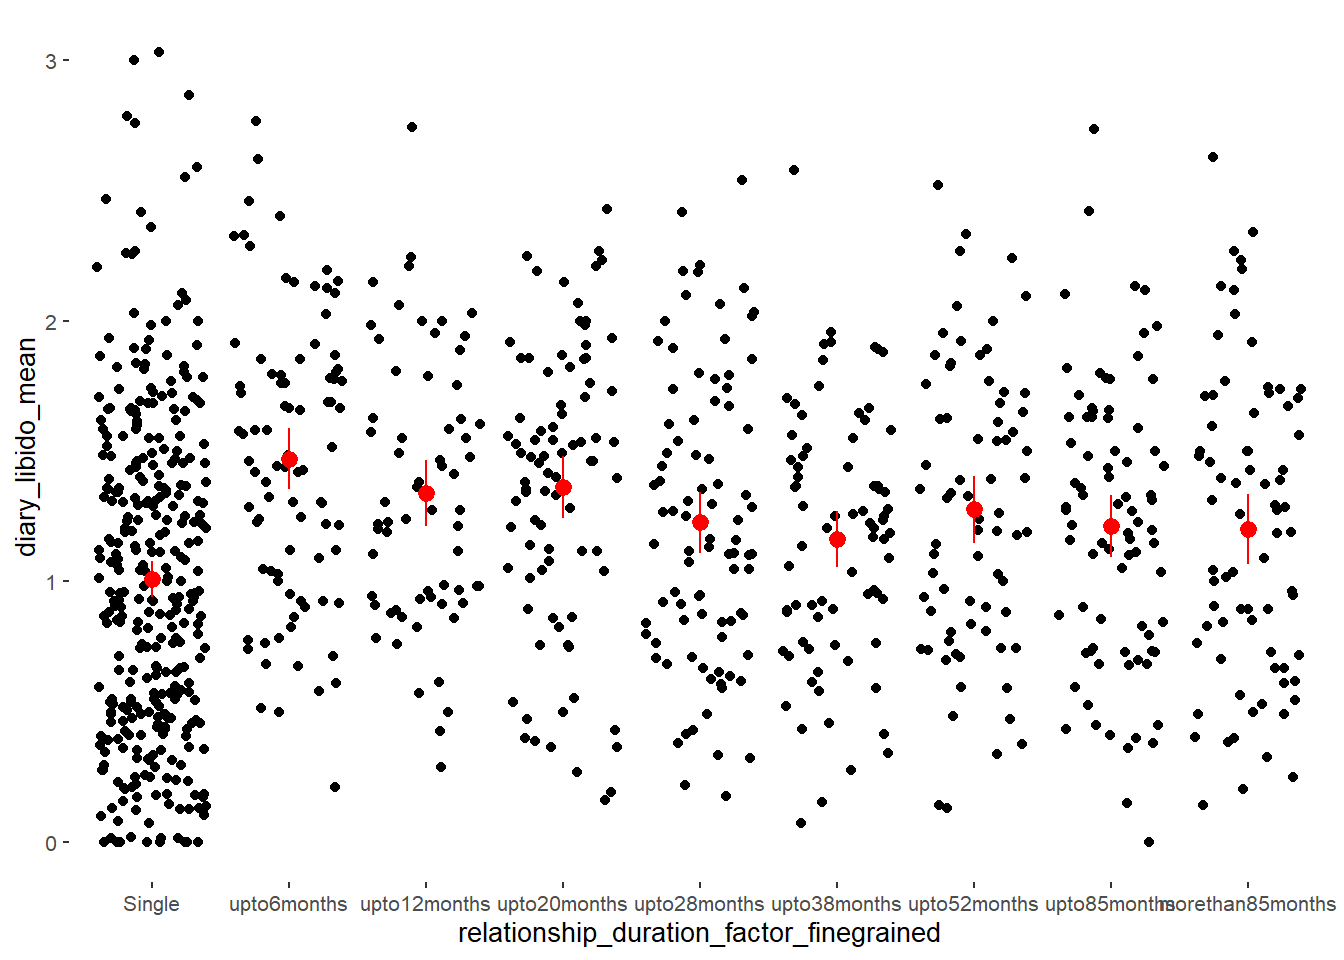 3
2
1
0
diary_libido_mean
Single upto6months upto12months upto20months upto28months upto38months upto52months upto85months morethan85months
relationship_duration_factor_finegrained